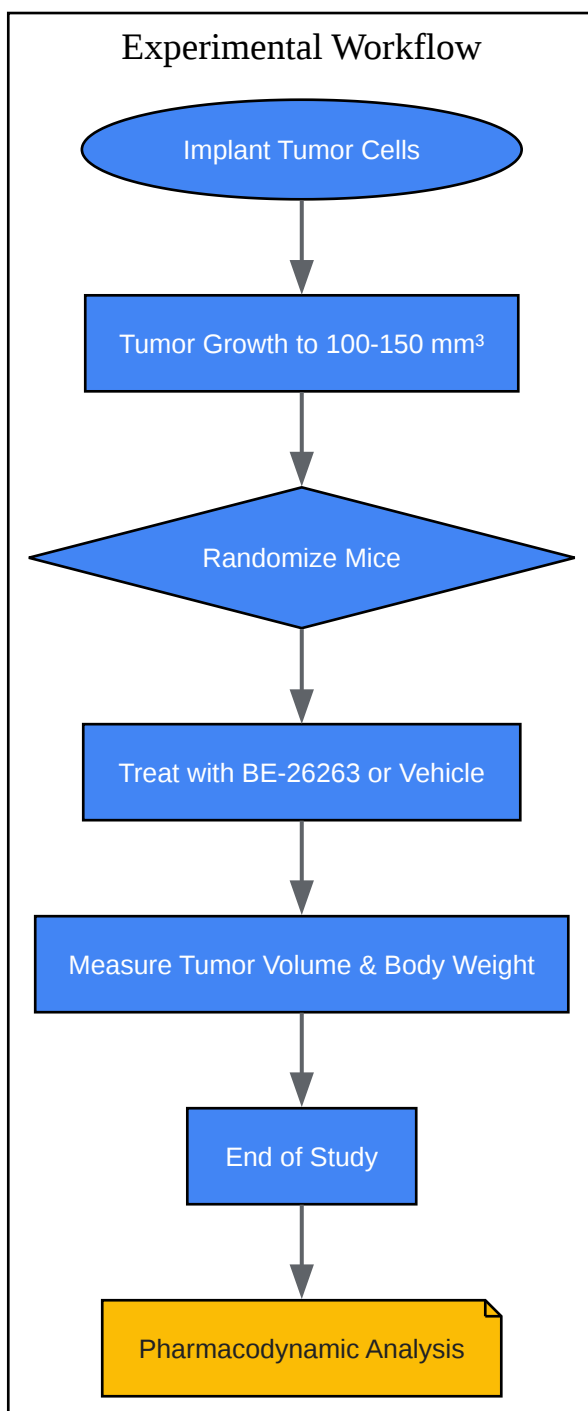 Experimental Workflow
Implant Tumor Cells
Tumor Growth to 100-150 mm³
Randomize Mice
Treat with BE-26263 or Vehicle
Measure Tumor Volume & Body Weight
End of Study
Pharmacodynamic Analysis